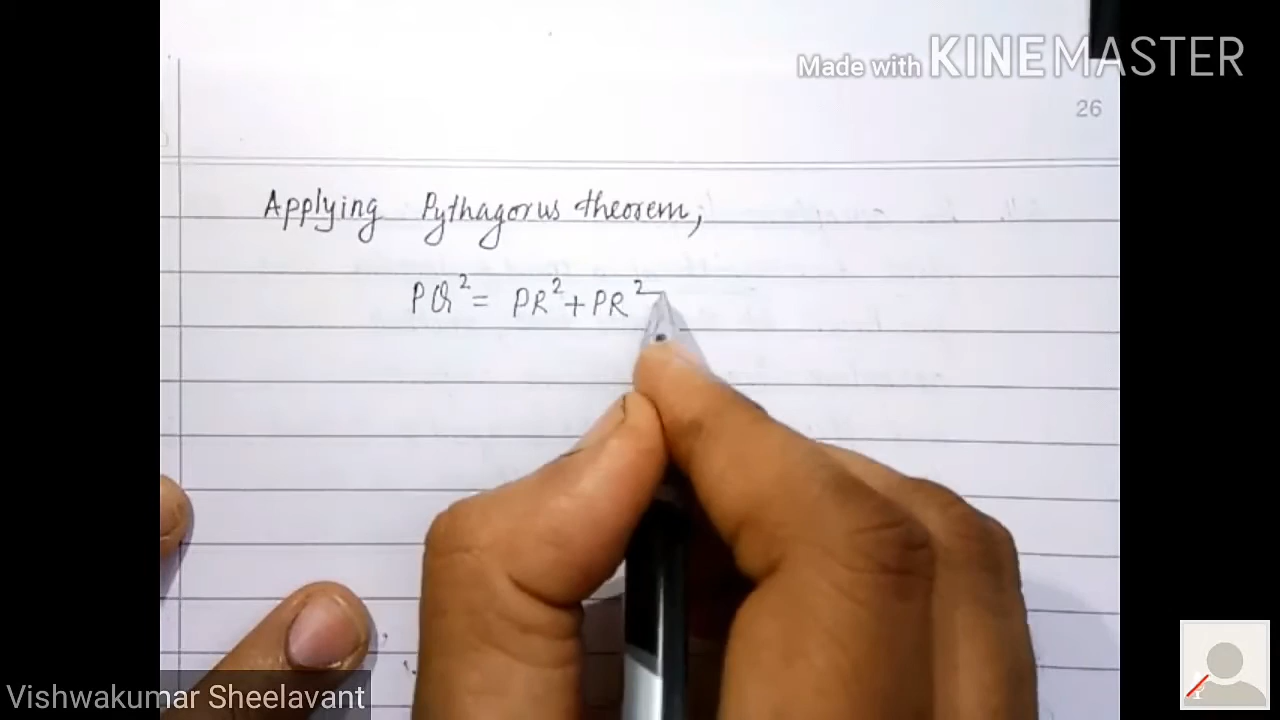 Made with KINEMASTER
26
Applying Pythagorus theorem,
PQ² = PR² + PR²
Vishwakumar Sheelavant